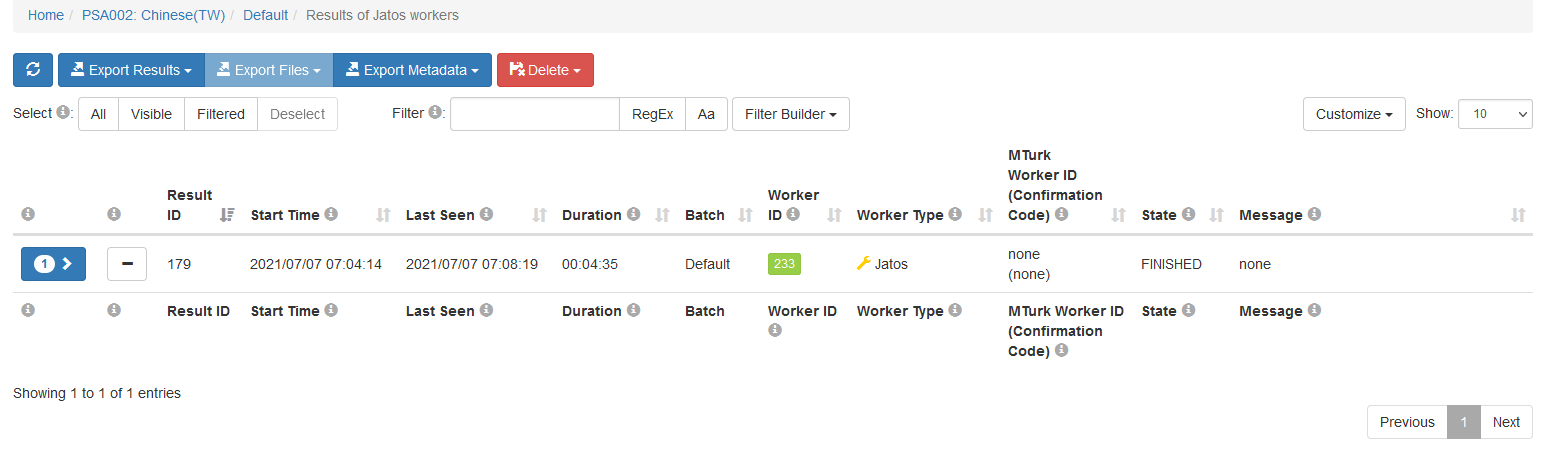 Home / PSA002: Chinese(TW) / Default / Results of Jatos workers
Export Results Export Files Export Metadata Delete
Select : All Visible Filtered Deselect Filter : RegEx Aa Filter Builder Customize Show: 10
Result ID Start Time Last Seen Duration Batch Worker ID Worker Type MTurk Worker ID (Confirmation Code) State Message
1 179 2021/07/07 07:04:14 2021/07/07 07:08:19 00:04:35 Default 233 Jatos none (none) FINISHED none
Result ID Start Time Last Seen Duration Batch Worker ID Worker Type MTurk Worker ID (Confirmation Code) State Message
Showing 1 to 1 of 1 entries
Previous 1 Next